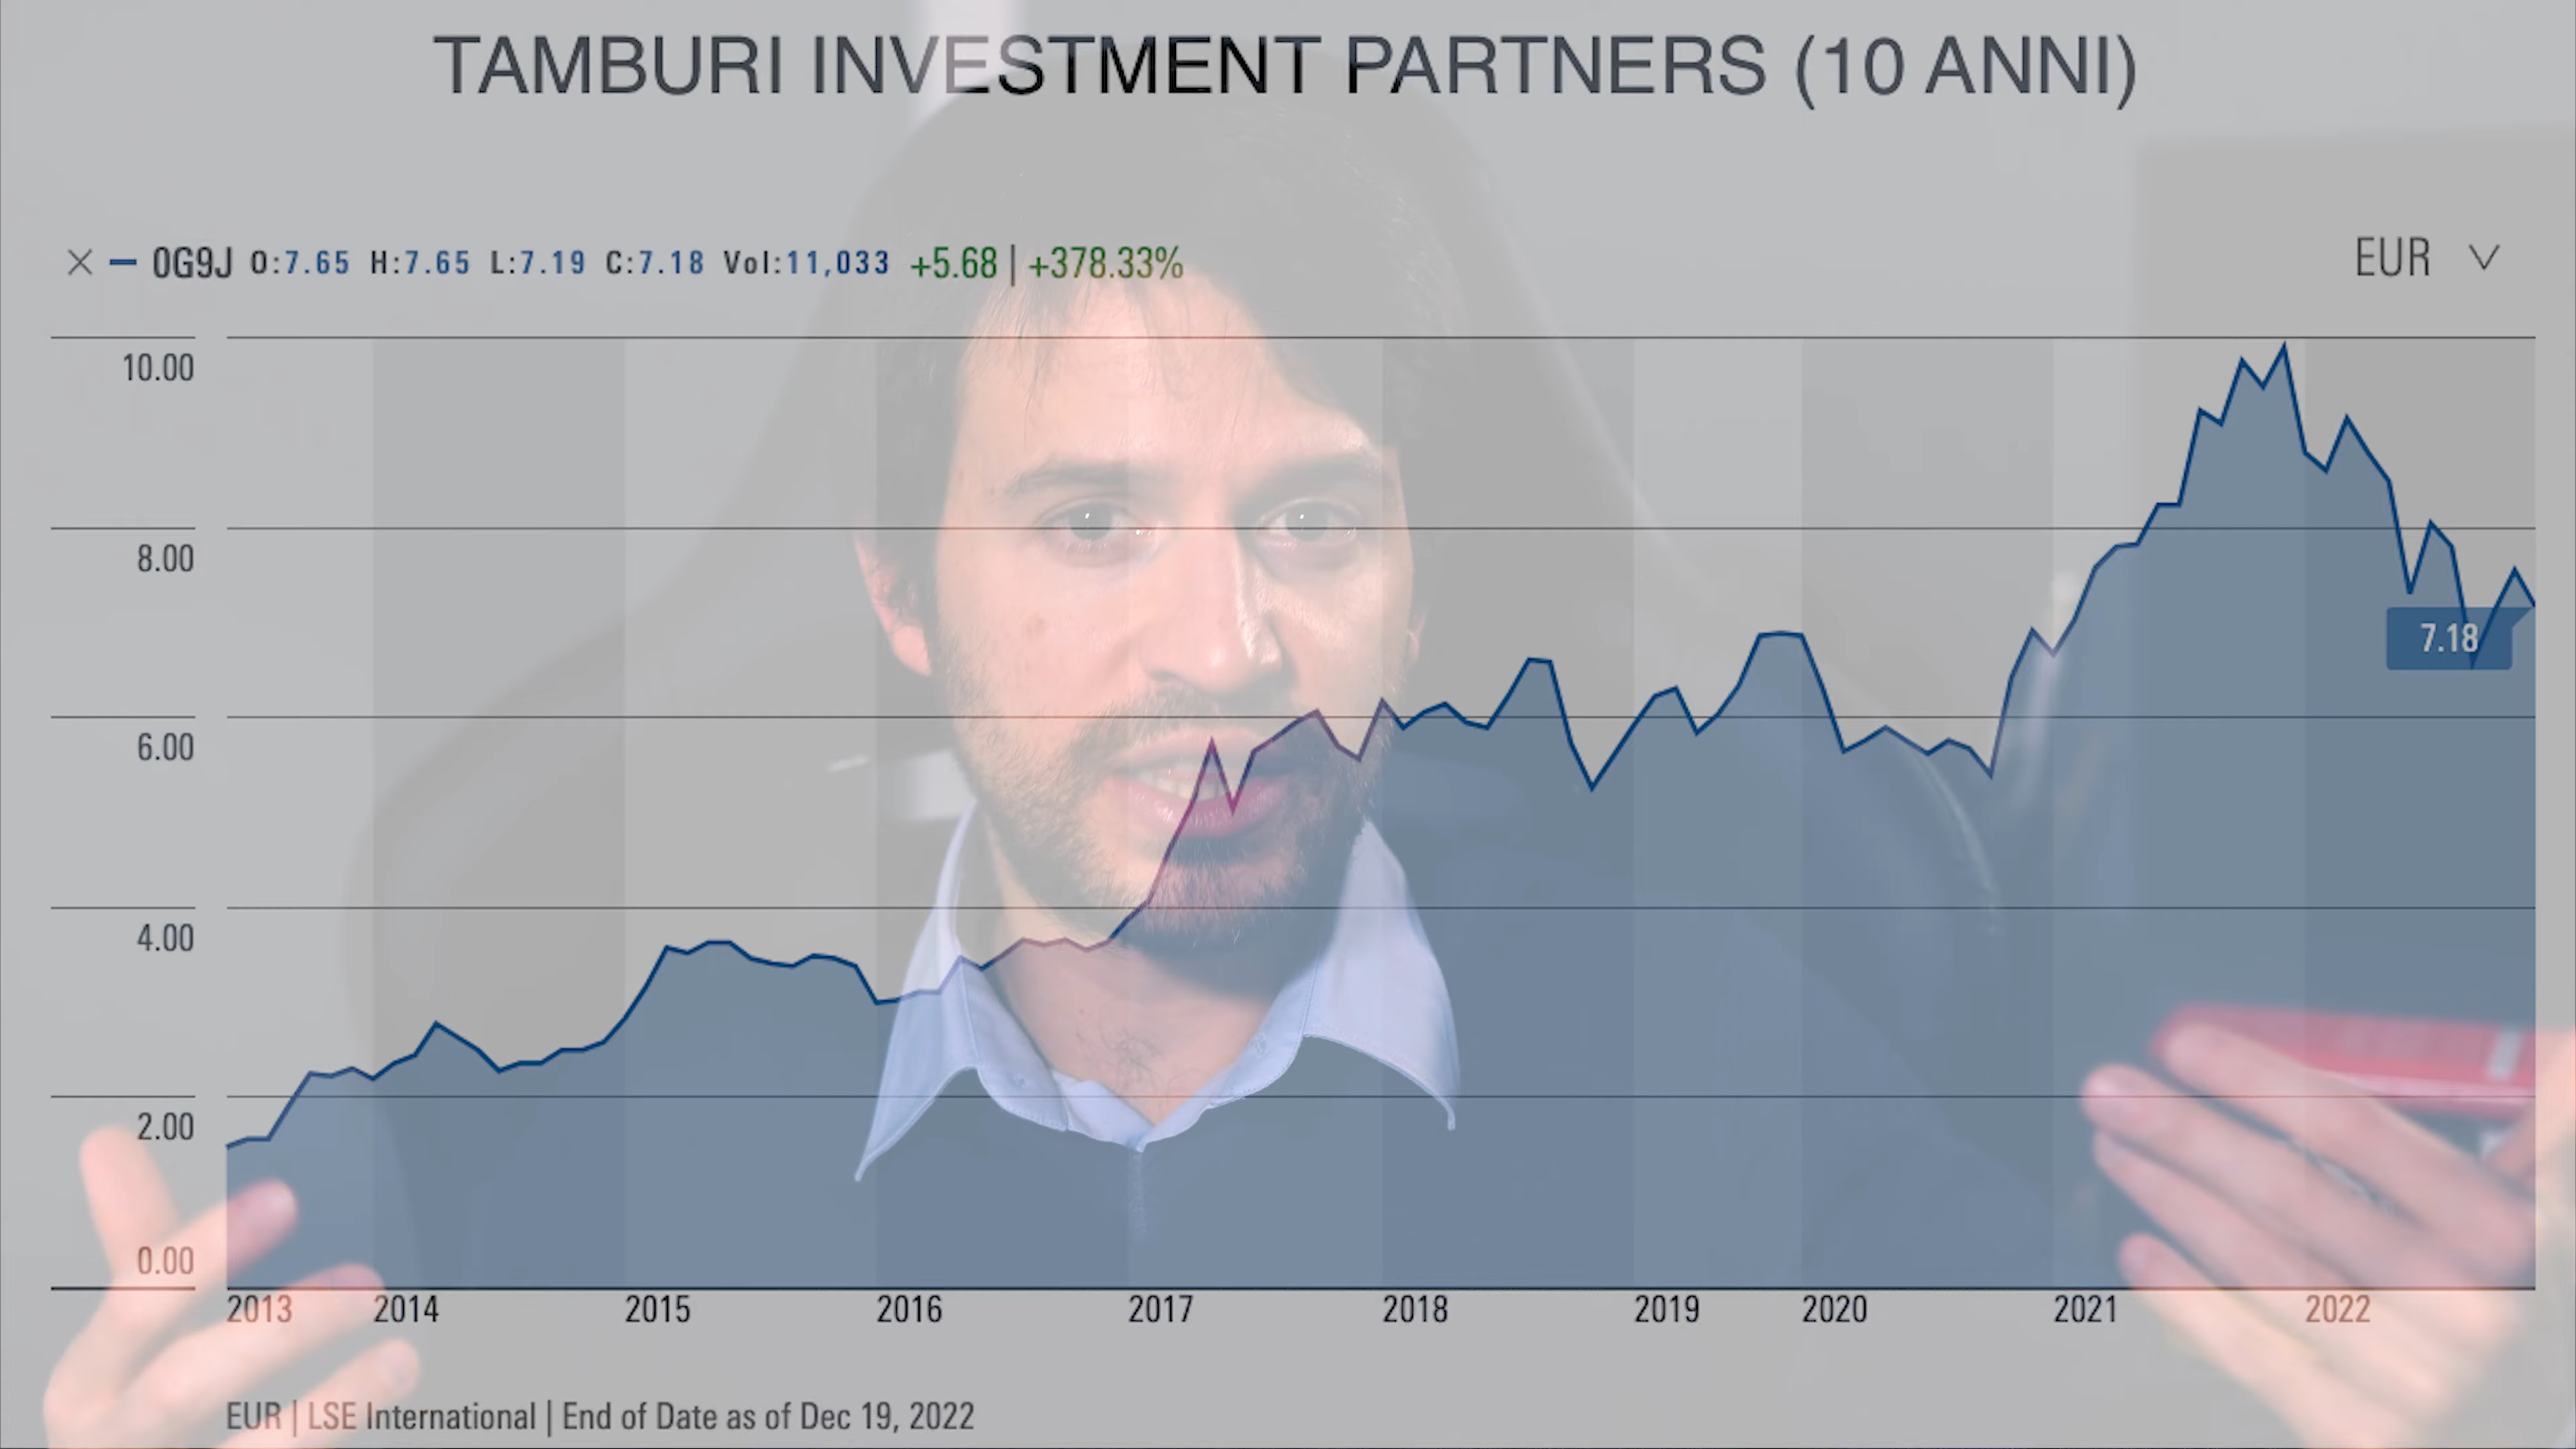 TAMBURI INVESTMENT PARTNERS (10 ANNI)
0G9J O:7.65 H:7.65 L:7.19 C:7.18 Vol:11,033 +5.68 | +378.33%
EUR
10.00
8.00
7.18
6.00
4.00
2.00
0.00
2013 2014 2015 2016 2017 2018 2019 2020 2021 2022
EUR | LSE International | End of Date as of Dec 19, 2022